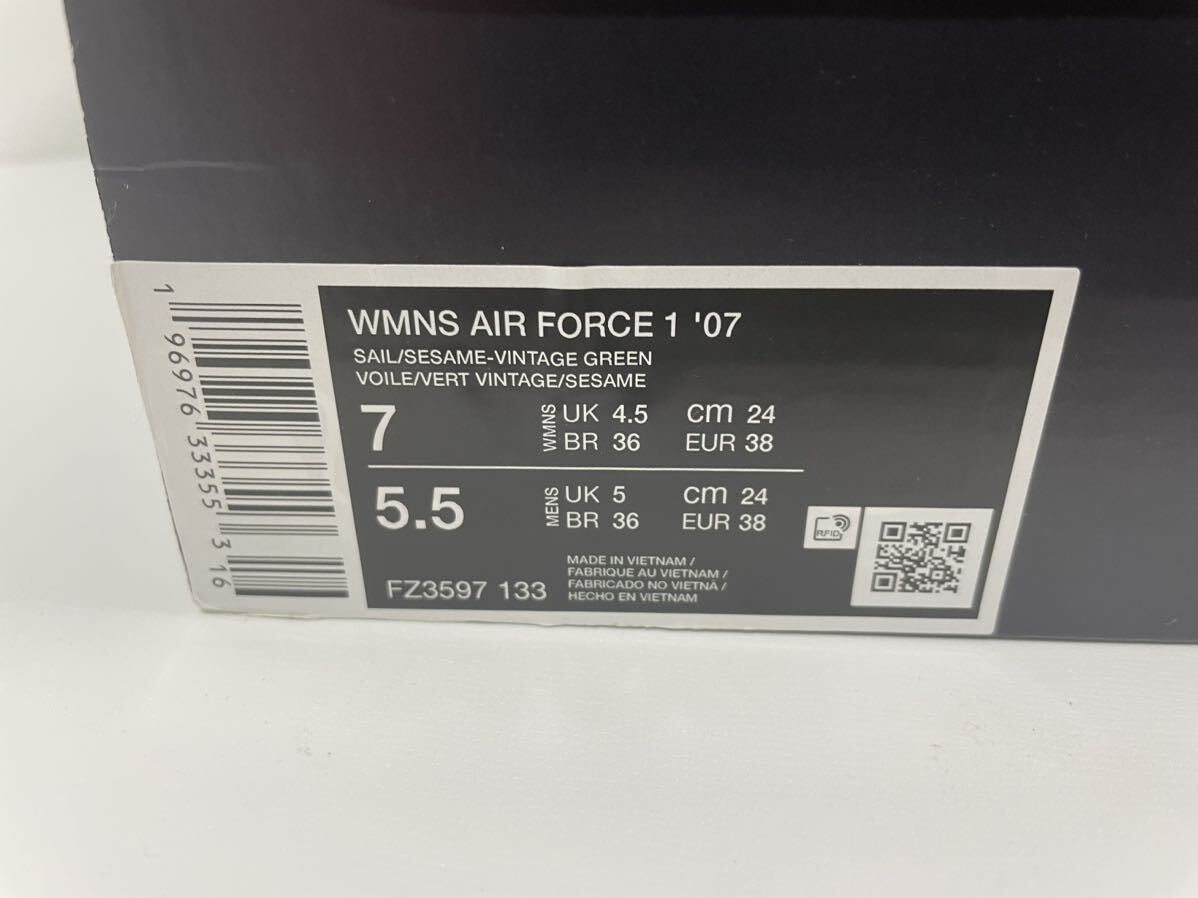 WMNS AIR FORCE 1 '07
SAIL/SESAME-VINTAGE GREEN
VOILE/VERT VINTAGE/SESAME
7 WMNS UK 4.5 cm 24
BR 36 EUR 38
5.5 MENS UK 5 cm 24
BR 36 EUR 38
FZ3597 133
MADE IN VIETNAM /
FABRIQUE AU VIETNAM /
FABRICADO NO VIETNÃ /
HECHO EN VIETNAM
RFID
1 96976 33355 3 16